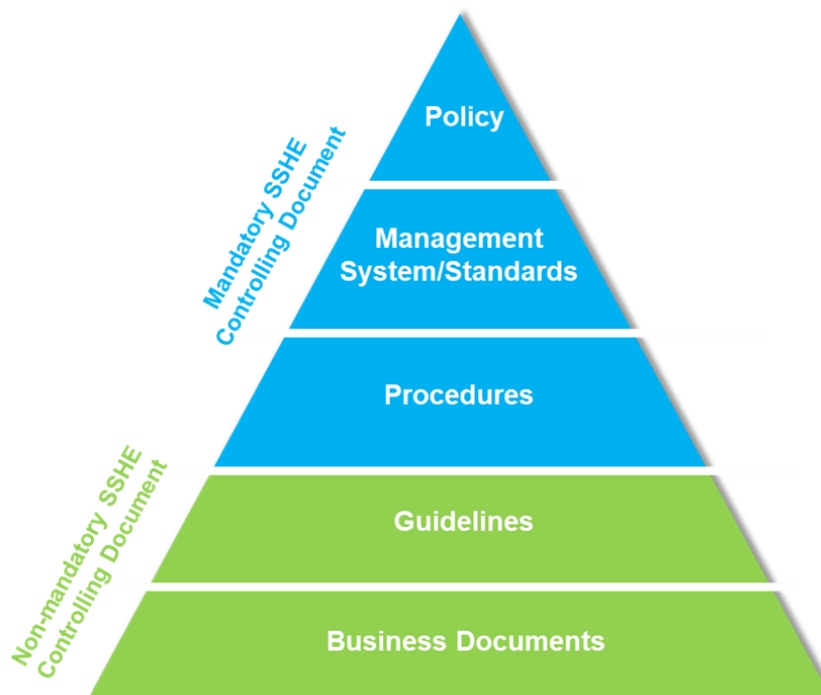 Policy
Mandatory SSHE
Controlling Document
Management
System/Standards
Procedures
Non-mandatory SSHE
Controlling Document
Guidelines
Business Documents